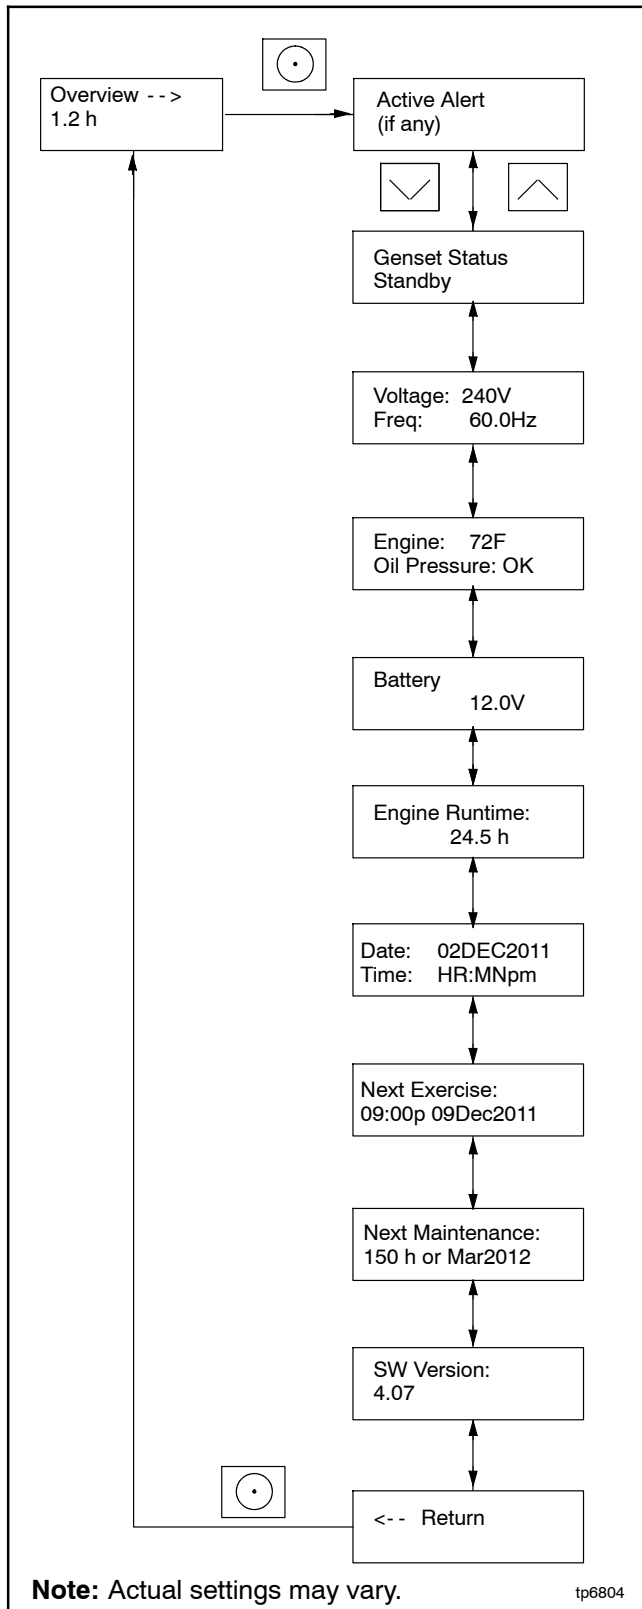 Overview -->
1.2 h
Active Alert
(if any)
Genset Status
Standby
Voltage: 240V
Freq: 60.0Hz
Engine: 72F
Oil Pressure: OK
Battery
12.0V
Engine Runtime:
24.5 h
Date: 02DEC2011
Time: HR:MNpm
Next Exercise:
09:00p 09Dec2011
Next Maintenance:
150 h or Mar2012
SW Version:
4.07
<-- Return
Note: Actual settings may vary.
tp6804